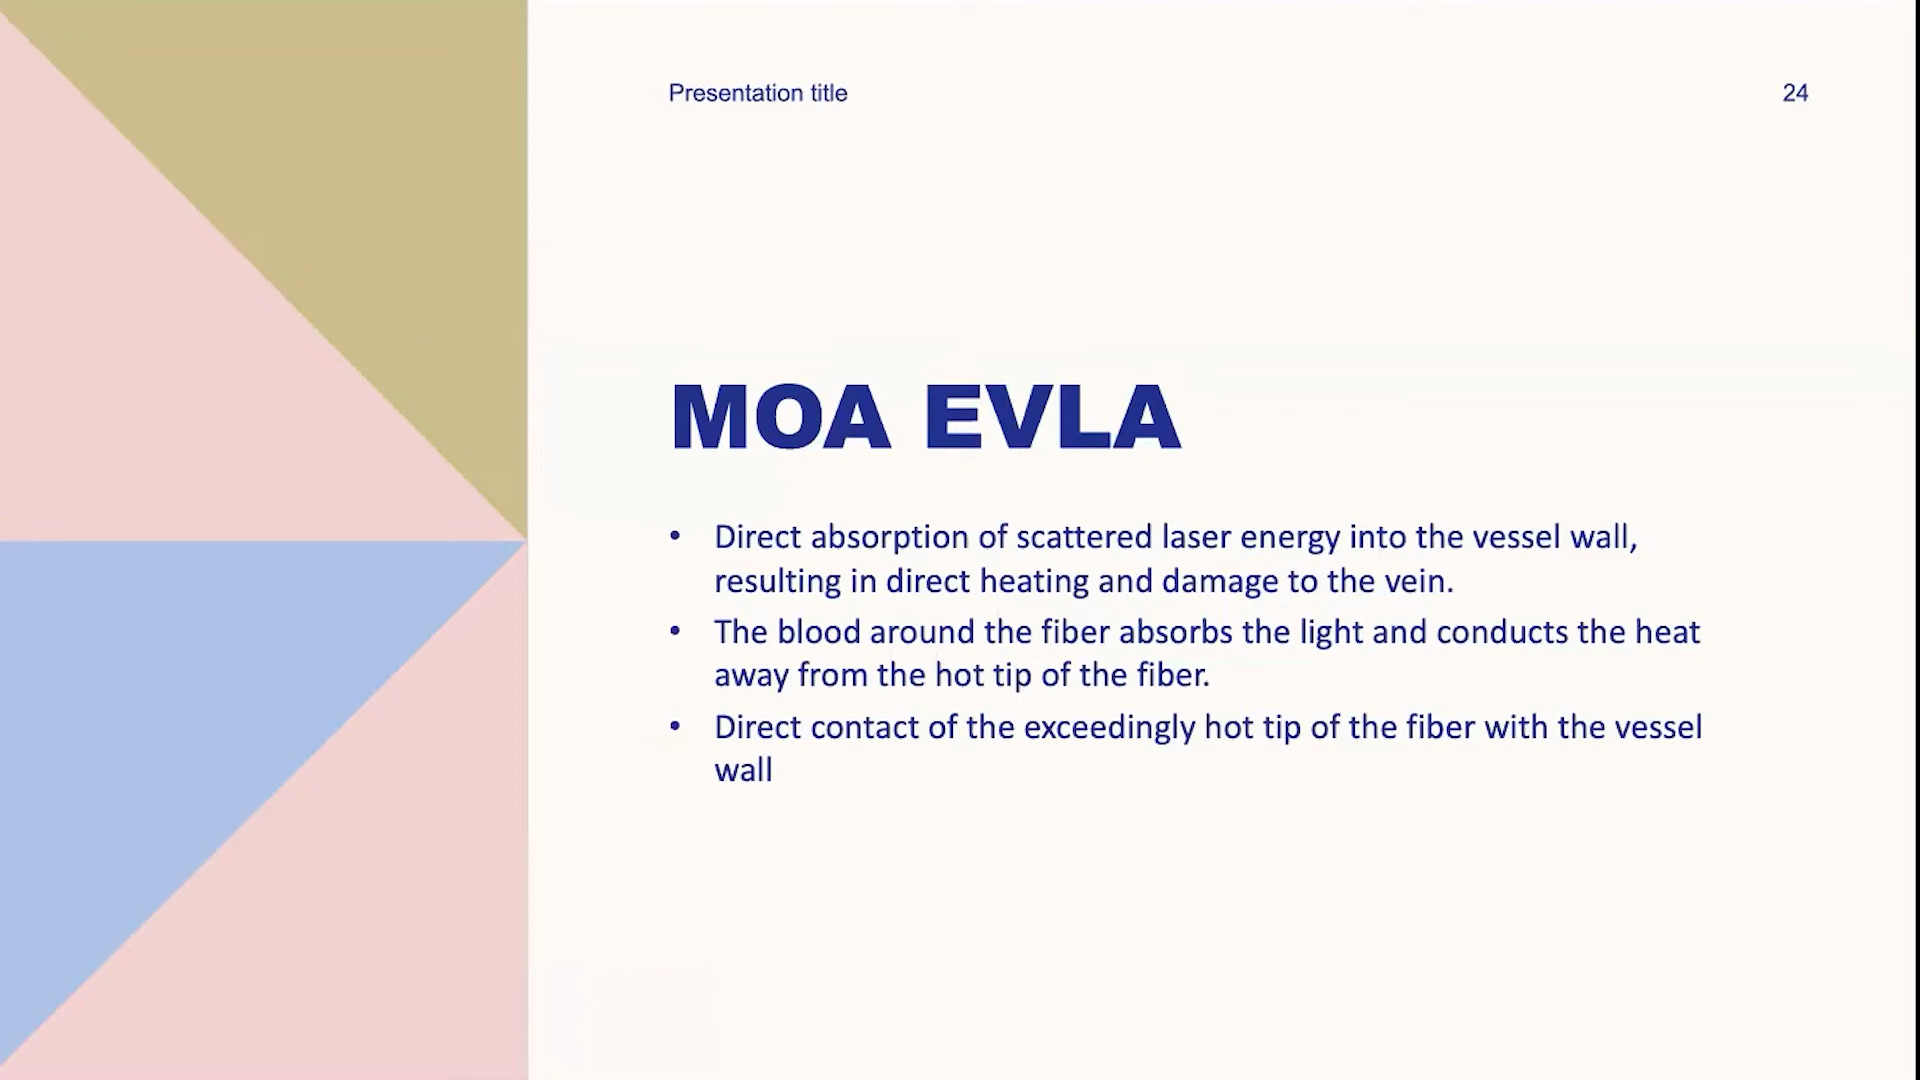 Presentation title
24
MOA EVLA
• Direct absorption of scattered laser energy into the vessel wall,
resulting in direct heating and damage to the vein.
• The blood around the fiber absorbs the light and conducts the heat
away from the hot tip of the fiber.
• Direct contact of the exceedingly hot tip of the fiber with the vessel
wall